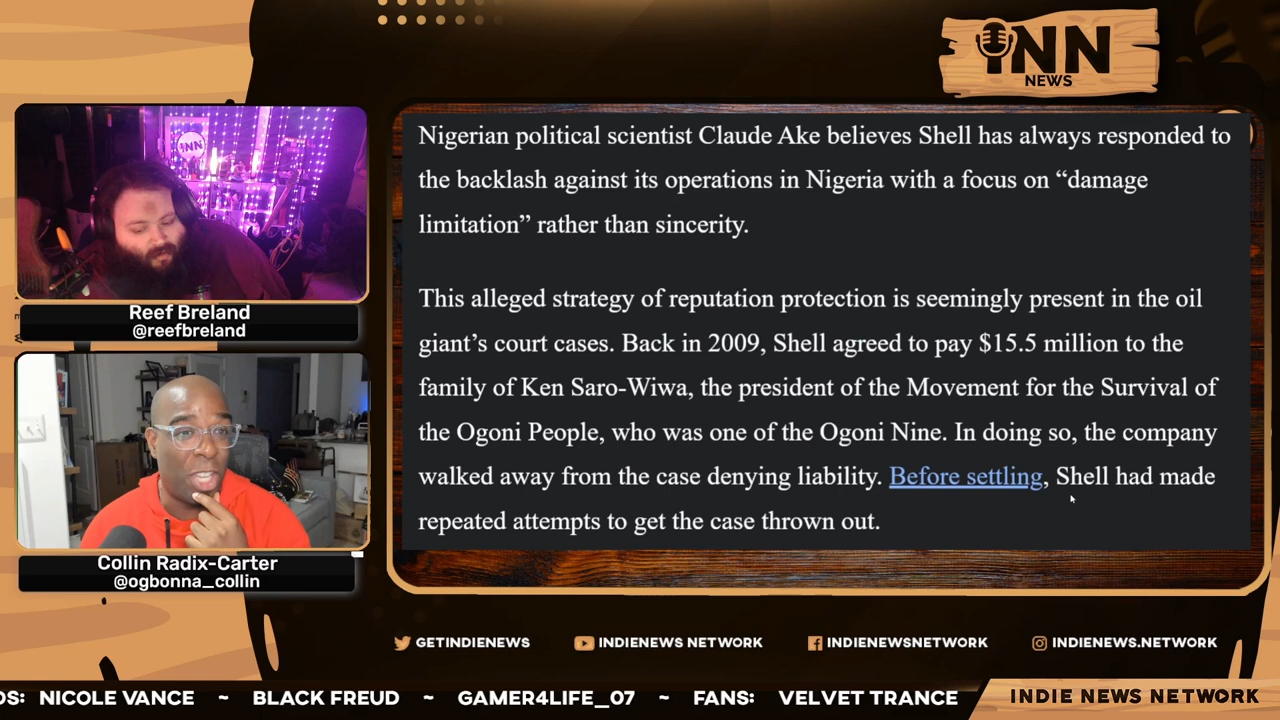 iNN
NEWS
iNN
Reef Breland
@reefbreland
Collin Radix-Carter
@ogbonna_collin
Nigerian political scientist Claude Ake believes Shell has always responded to
the backlash against its operations in Nigeria with a focus on “damage
limitation” rather than sincerity.
This alleged strategy of reputation protection is seemingly present in the oil
giant’s court cases. Back in 2009, Shell agreed to pay $15.5 million to the
family of Ken Saro-Wiwa, the president of the Movement for the Survival of
the Ogoni People, who was one of the Ogoni Nine. In doing so, the company
walked away from the case denying liability. Before settling, Shell had made
repeated attempts to get the case thrown out.
GETINDIENEWS
INDIENEWS NETWORK
INDIENEWSNETWORK
INDIENEWS.NETWORK
DS: NICOLE VANCE ~ BLACK FREUD ~ GAMER4LIFE_07 ~ FANS: VELVET TRANCE
INDIE NEWS NETWORK